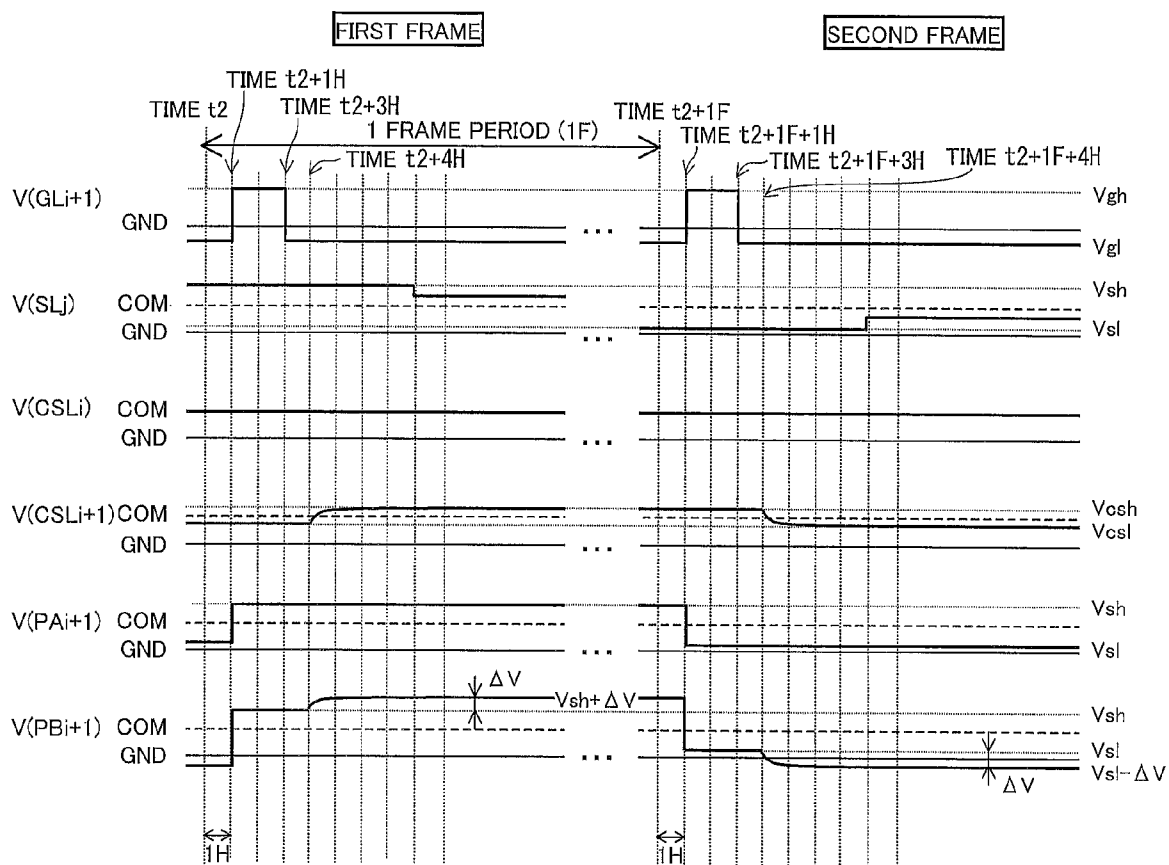 FIRST FRAME
SECOND FRAME
TIME t2+1H
TIME t2
TIME t2+3H
TIME t2+1F
1 FRAME PERIOD (1F)
TIME t2+1F+1H
TIME t2+4H
TIME t2+1F+3H
TIME t2+1F+4H
V(GLi+1)
GND
Vgh
Vgl
...
V(SLj)
COM
GND
Vsh
Vsl
...
V(CSLi)
COM
GND
...
V(CSLi+1)
COM
GND
Vcsh
Vcsl
...
V(PAi+1)
COM
GND
Vsh
Vsl
...
ΔV
Vsh+ΔV
V(PBi+1)
COM
GND
Vsh
Vsl
Vsl-ΔV
ΔV
...
1H
1H